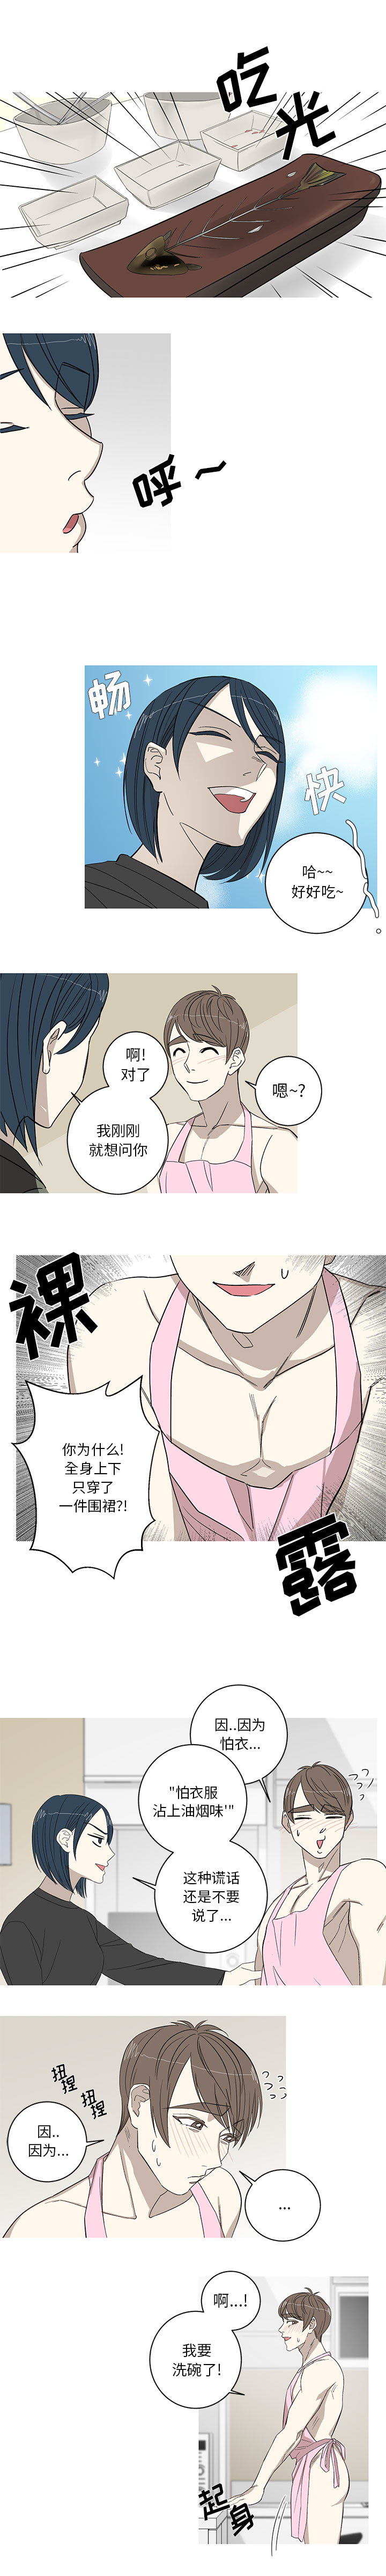 吃
光
呼~
畅
快
哈~~
好好吃~
啊!
对了
我刚刚
就想问你
嗯~?
裸
你为什么!
全身上下
只穿了
一件围裙?!
露
因..因为
怕衣...
"怕衣服
沾上油烟味'"
这种谎话
还是不要
说了...
扭捏
扭捏
因..
因为...
...
啊...!
我要
洗碗了!
起身